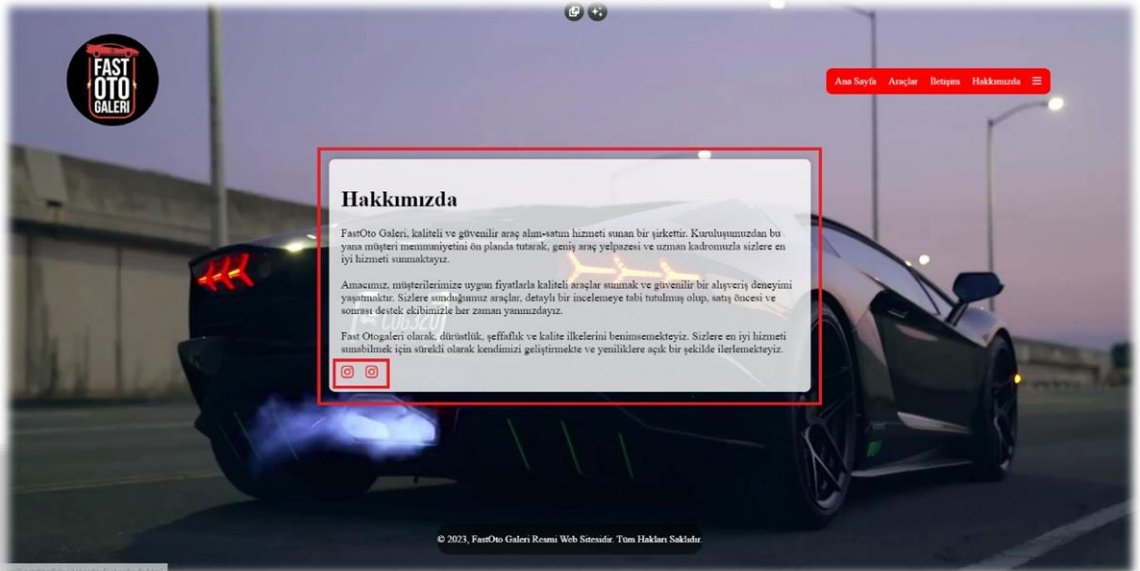 FAST
OTO
GALERİ
Ana Sayfa Araçlar İletişim Hakkımızda
Hakkımızda
FastOto Galeri, kaliteli ve güvenilir araç alım-satım hizmeti sunan bir şirkettir. Kuruluşumuzdan bu
yana müşteri memnuniyetini ön planda tutarak, geniş araç yelpazesi ve uzman kadromuzla sizlere en
iyi hizmeti sunmaktayız.
Amacımız, müşterilerimize uygun fiyatlarla kaliteli araçlar sunmak ve güvenilir bir alışveriş deneyimi
yaşatmaktır. Sizlere sunduğumuz araçlar, detaylı bir incelemeye tabi tutulmuş olup, satış öncesi ve
sonrası destek ekibimizle her zaman yanınızdayız.
Fast Otogaleri olarak, dürüstlük, şeffaflık ve kalite ilkelerini benimsemekteyiz. Sizlere en iyi hizmeti
sunabilmek için sürekli olarak kendimizi geliştirmekte ve yeniliklere açık bir şekilde ilerlemekteyiz.
© 2023, FastOto Galeri Resmi Web Sitesidir. Tüm Hakları Saklıdır.